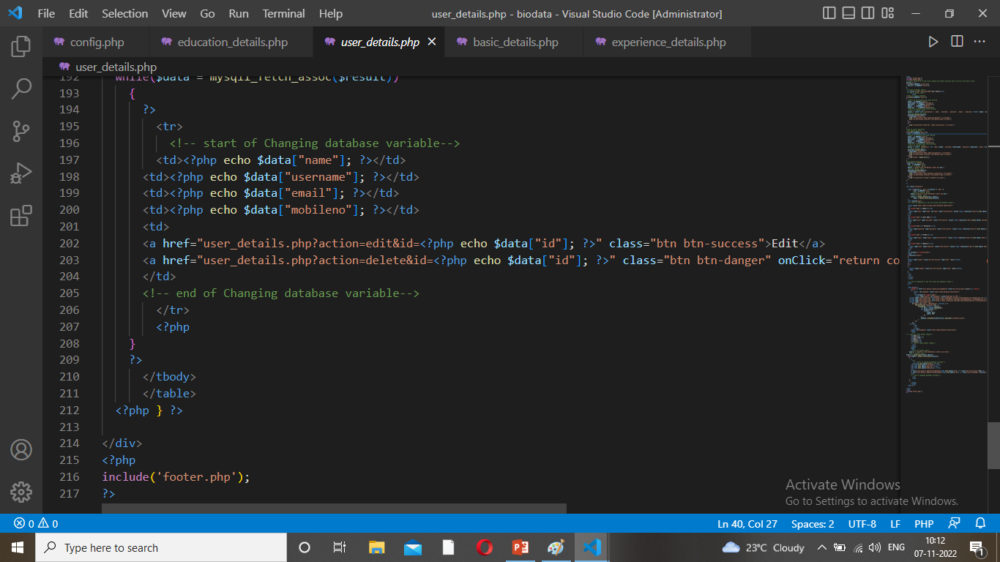 File Edit Selection View Go Run Terminal Help
user_details.php - biodata - Visual Studio Code [Administrator]
config.php
education_details.php
user_details.php
basic_details.php
experience_details.php
user_details.php
192 while($data = mysqli_fetch_assoc($result))
193 {
194 ?>
195 <tr>
196 <!-- start of Changing database variable-->
197 <td><?php echo $data["name"]; ?></td>
198 <td><?php echo $data["username"]; ?></td>
199 <td><?php echo $data["email"]; ?></td>
200 <td><?php echo $data["mobileno"]; ?></td>
201 <td>
202 <a href="user_details.php?action=edit&id=<?php echo $data["id"]; ?>" class="btn btn-success">Edit</a>
203 <a href="user_details.php?action=delete&id=<?php echo $data["id"]; ?>" class="btn btn-danger" onClick="return co
204 </td>
205 <!-- end of Changing database variable-->
206 </tr>
207 <?php
208 }
209 ?>
210 </tbody>
211 </table>
212 <?php } ?>
213
214 </div>
215 <?php
216 include('footer.php');
217 ?>
Activate Windows
Go to Settings to activate Windows.
0 0
Ln 40, Col 27 Spaces: 2 UTF-8 LF PHP
Type here to search
23°C Cloudy
ENG
10:12
07-11-2022
1